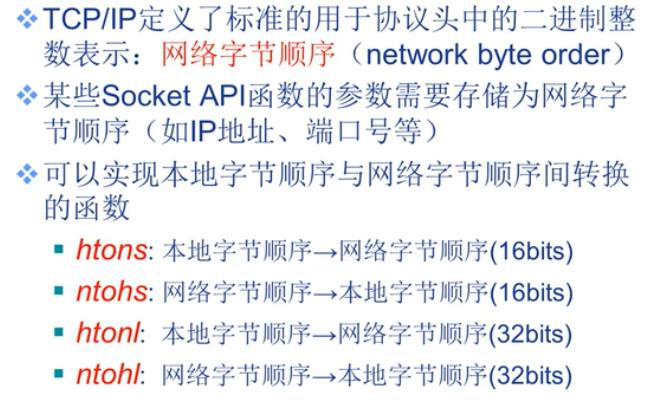 TCP/IP定义了标准的用于协议头中的二进制整
数表示：网络字节顺序（network byte order）
某些Socket API函数的参数需要存储为网络字
节顺序（如IP地址、端口号等）
可以实现本地字节顺序与网络字节顺序间转换
的函数
htons: 本地字节顺序→网络字节顺序(16bits)
ntohs: 网络字节顺序→本地字节顺序(16bits)
htonl: 本地字节顺序→网络字节顺序(32bits)
ntohl: 网络字节顺序→本地字节顺序(32bits)